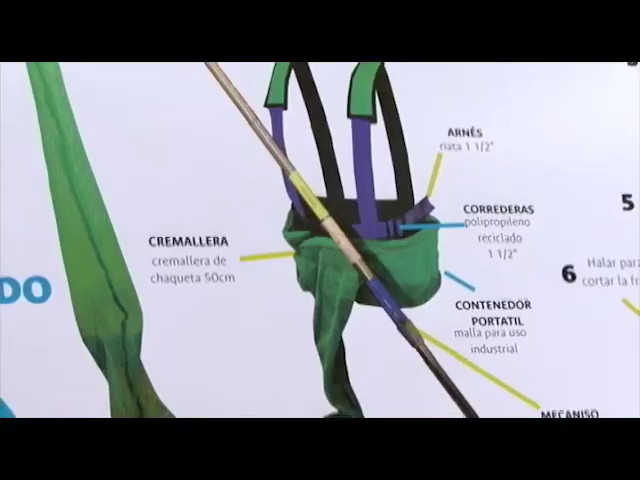 ARNÉS
riata 1 1/2"
CORREDERAS
polipropileno
reciclado
1 1/2"
CREMALLERA
cremallera de
chaqueta 50cm
DO
CONTENEDOR
PORTATIL
malla para uso
industrial
MECANISO
5
6 Halar para
cortar la fr